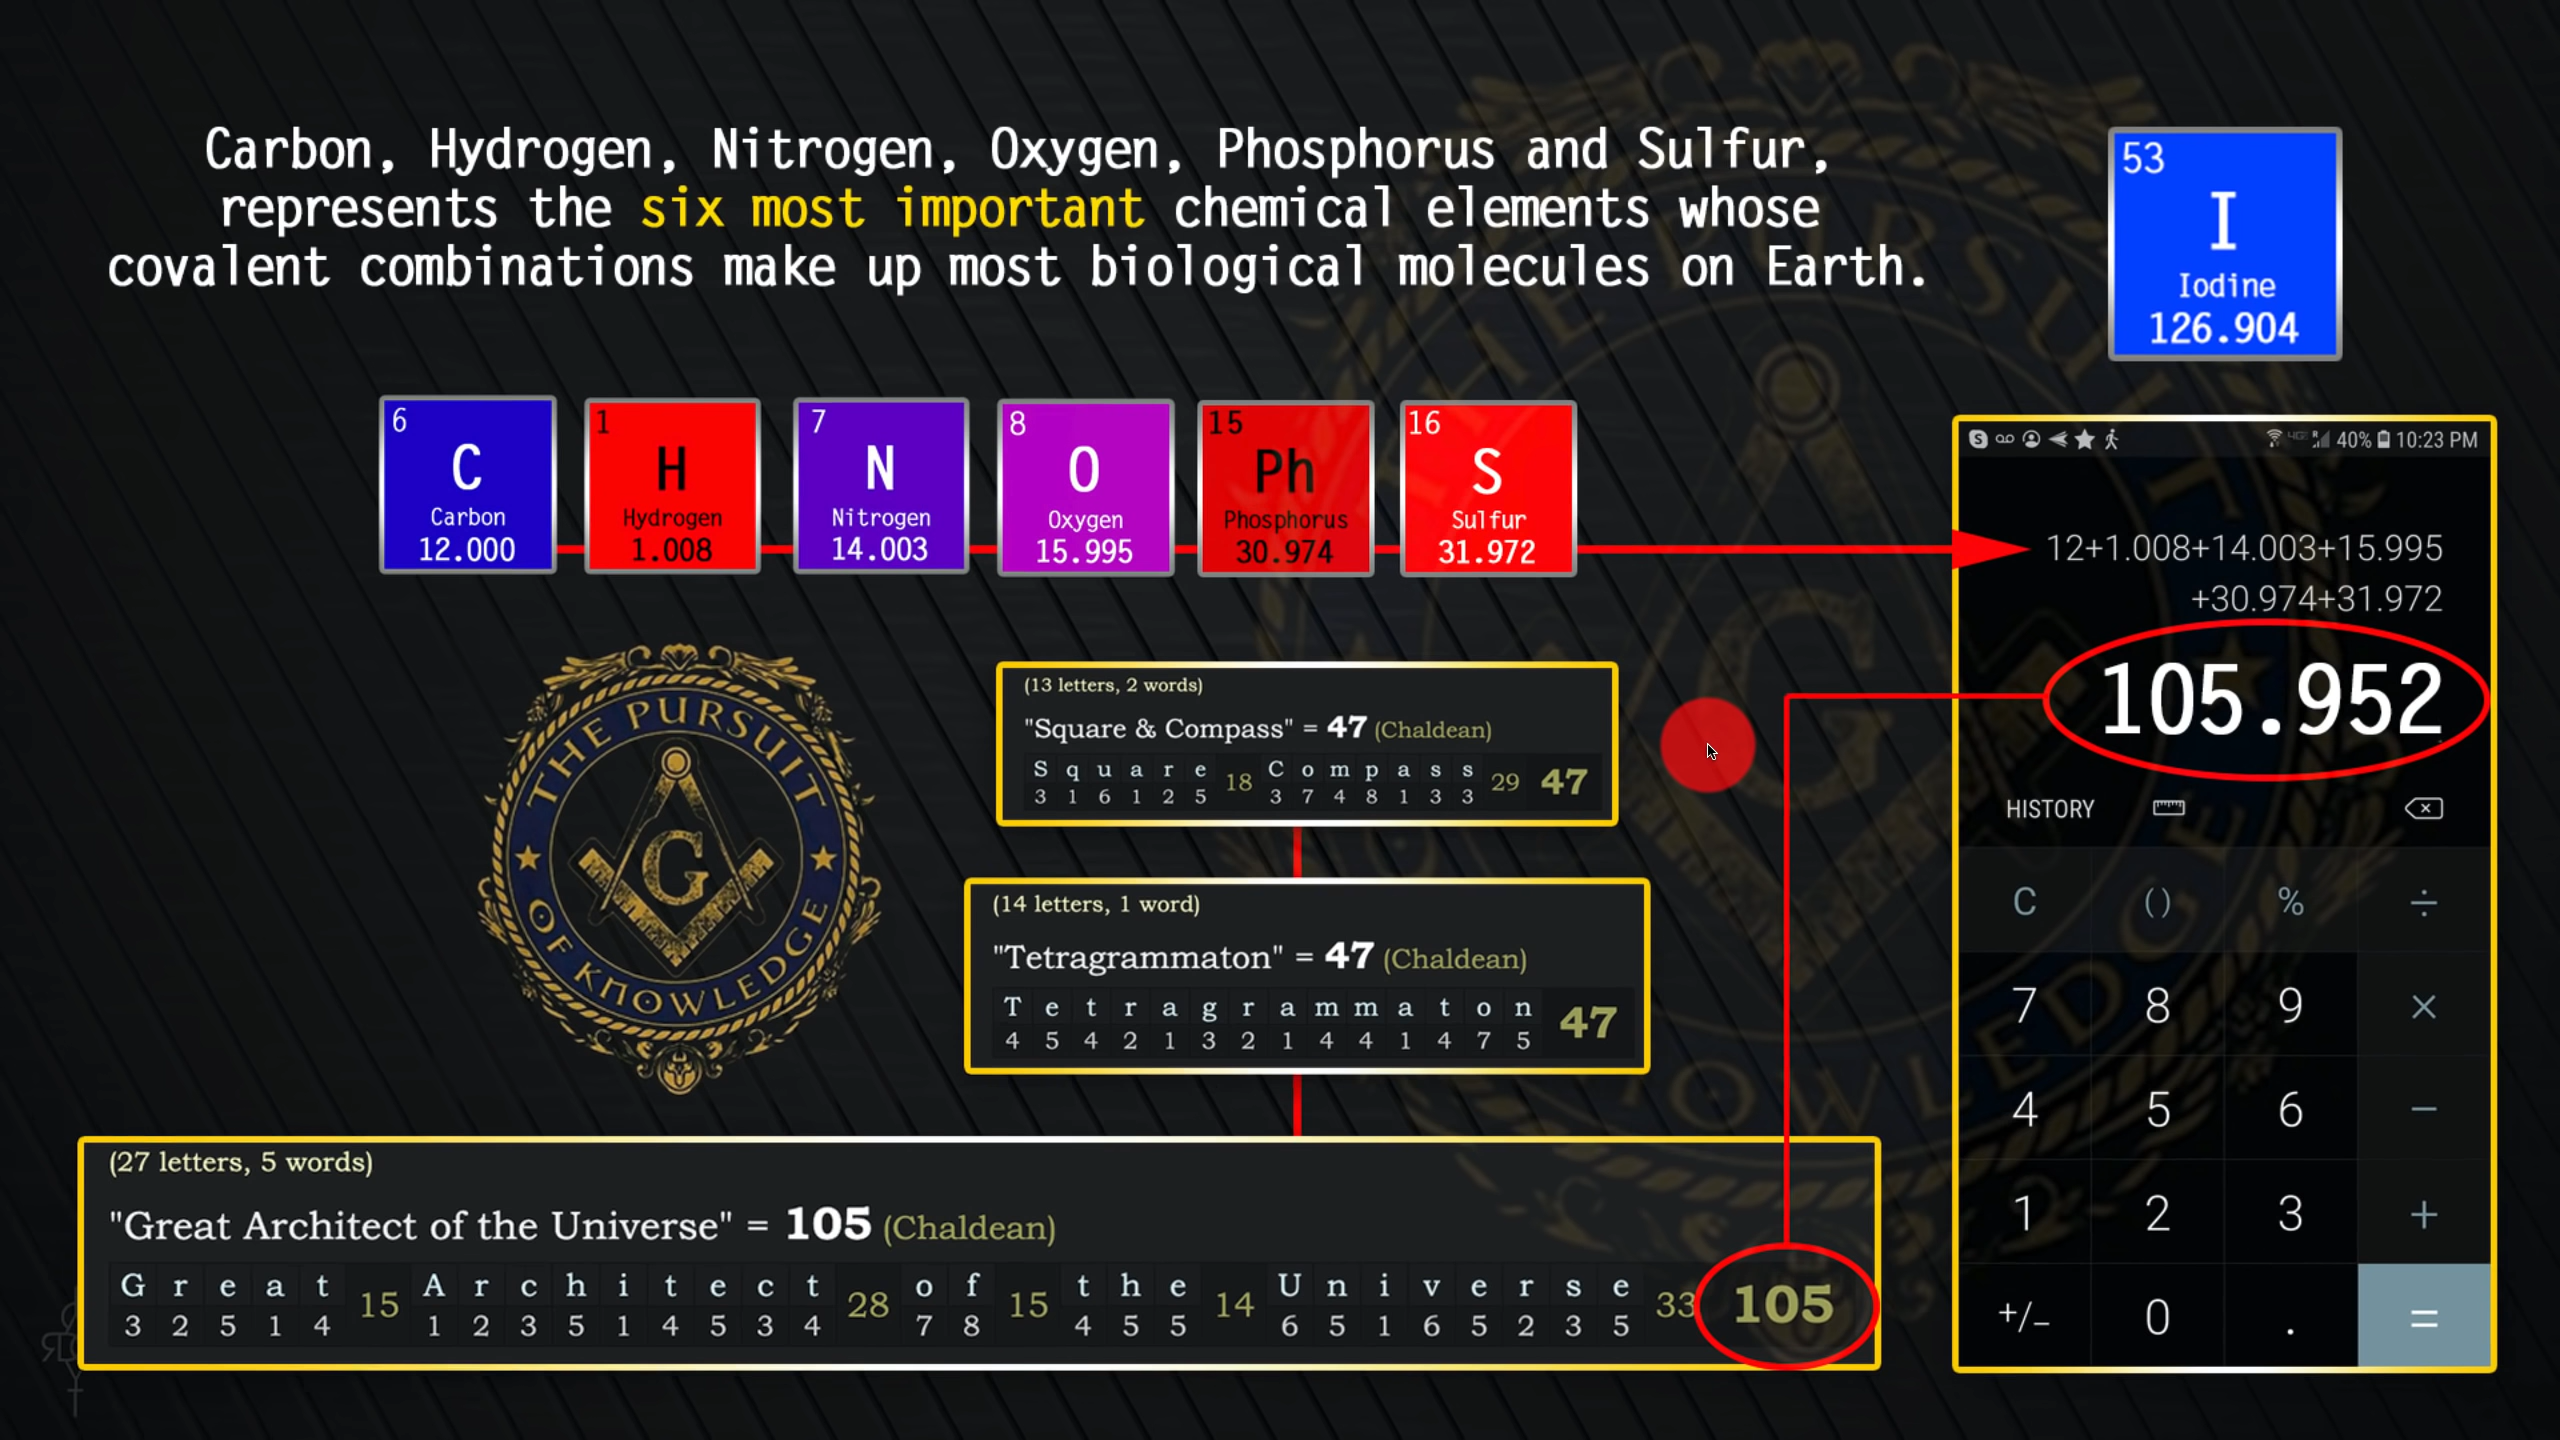 Carbon, Hydrogen, Nitrogen, Oxygen, Phosphorus and Sulfur,
represents the six most important chemical elements whose
covalent combinations make up most biological molecules on Earth.
53
I
Iodine
126.904
6
C
Carbon
12.000
1
H
Hydrogen
1.008
7
N
Nitrogen
14.003
8
O
Oxygen
15.995
15
Ph
Phosphorus
30.974
16
S
Sulfur
31.972
40% 10:23 PM
12+1.008+14.003+15.995
+30.974+31.972
105.952
HISTORY
C () % ÷
7 8 9 ×
4 5 6 −
1 2 3 +
+/− 0 . =
THE PURSUIT
OF KNOWLEDGE
G
(13 letters, 2 words)
"Square & Compass" = 47 (Chaldean)
S q u a r e 18 C o m p a s s 29 47
3 1 6 1 2 5 3 7 4 8 1 3 3
(14 letters, 1 word)
"Tetragrammaton" = 47 (Chaldean)
T e t r a g r a m m a t o n 47
4 5 4 2 1 3 2 1 4 4 1 4 7 5
(27 letters, 5 words)
"Great Architect of the Universe" = 105 (Chaldean)
G r e a t 15 A r c h i t e c t 28 o f 15 t h e 14 U n i v e r s e 33 105
3 2 5 1 4 1 2 3 5 1 4 5 3 4 7 8 4 5 5 6 5 1 6 5 2 3 5